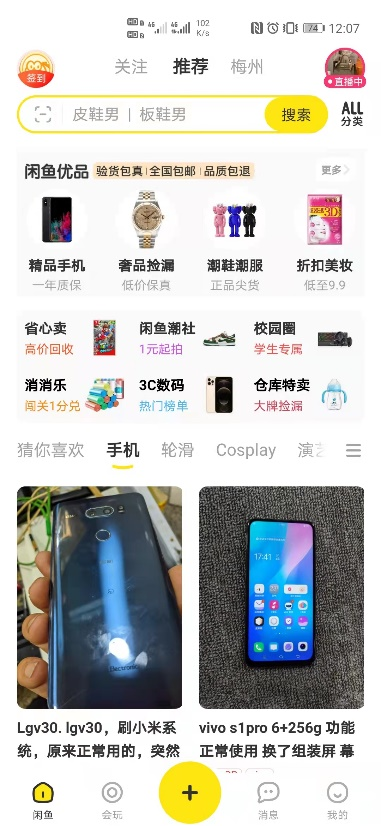 HD 4G 4G 102 K/s 74 12:07
签到
关注 推荐 梅州
直播中
皮鞋男 | 板鞋男
搜索
ALL
分类
闲鱼优品 验货包真 | 全国包邮 | 品质包退 更多
精品手机 奢品捡漏 潮鞋潮服 折扣美妆
一年质保 低价保真 正品尖货 低至9.9
省心卖 闲鱼潮社 校园圈
高价回收 1元起拍 学生专属
消消乐 3C数码 仓库特卖
闯关1分兑 热门榜单 大牌捡漏
猜你喜欢 手机 轮滑 Cosplay 演
17:41
Lgv30. lgv30，刷小米系
统，原来正常用的，突然
vivo s1pro 6+256g 功能
正常使用 换了组装屏 幕
闲鱼 会玩 消息 我的